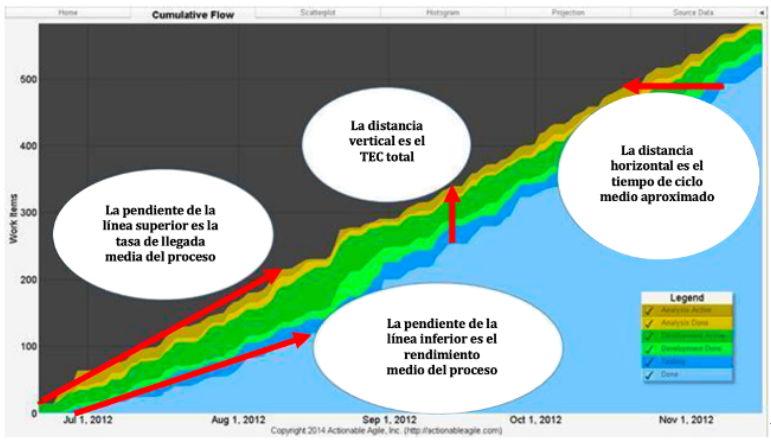 Home
Cumulative Flow
Scatterplot
Histogram
Projection
Source Data
500
400
300
200
100
0
Work Items
La distancia
vertical es el
TEC total
La distancia
horizontal es el
tiempo de ciclo
medio aproximado
La pendiente de la
línea superior es la
tasa de llegada
media del proceso
La pendiente de la
línea inferior es el
rendimiento
medio del proceso
Legend
Analysis Active
Analysis Done
Development Active
Development Done
Testing
Done
Jul 1, 2012
Aug 1, 2012
Sep 1, 2012
Oct 1, 2012
Nov 1, 2012
Copyright 2014 Actionable Agile, Inc. (http://actionableagile.com)